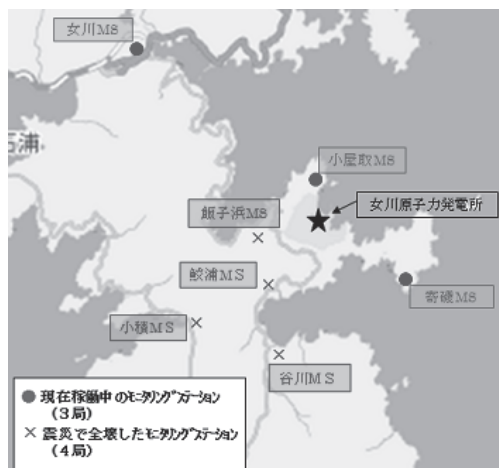 女川MS
石浦
小屋取MS
女川原子力発電所
飯子浜MS
鮫浦MS
寄磯MS
小積MS
谷川MS
● 現在稼働中のモニタリングステーション
（3局）
× 震災で全壊したモニタリングステーション
（4局）